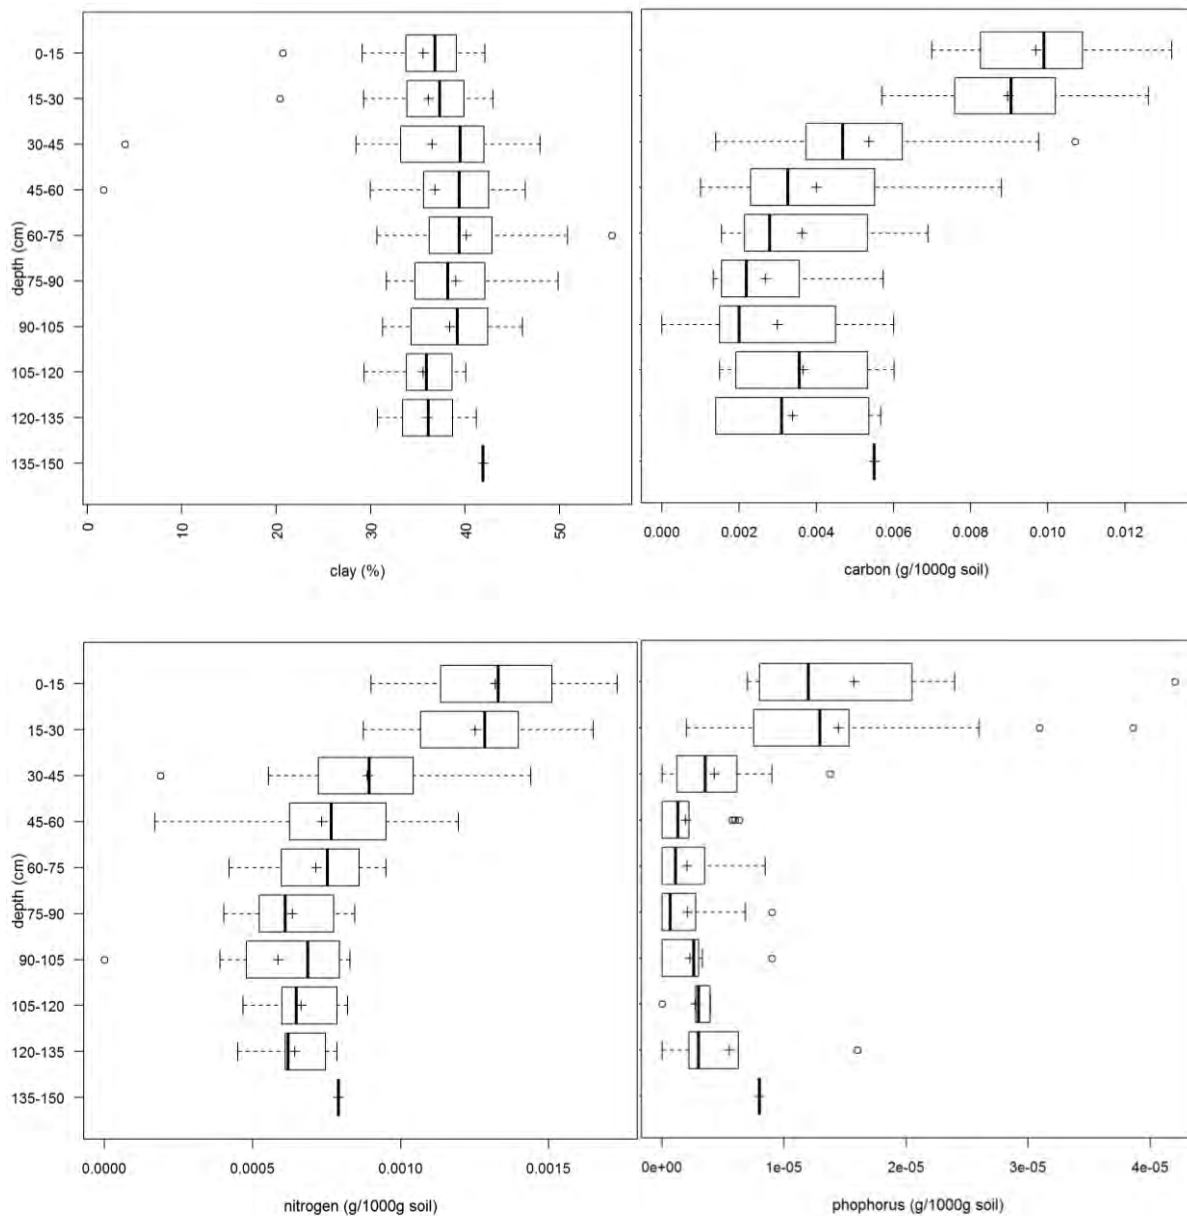 depth (cm)
0-15
15-30
30-45
45-60
60-75
75-90
90-105
105-120
120-135
135-150
0 10 20 30 40 50
clay (%)
0.000 0.002 0.004 0.006 0.008 0.010 0.012
carbon (g/1000g soil)
depth (cm)
0-15
15-30
30-45
45-60
60-75
75-90
90-105
105-120
120-135
135-150
0.0000 0.0005 0.0010 0.0015
nitrogen (g/1000g soil)
0e+00 1e-05 2e-05 3e-05 4e-05
phophorus (g/1000g soil)